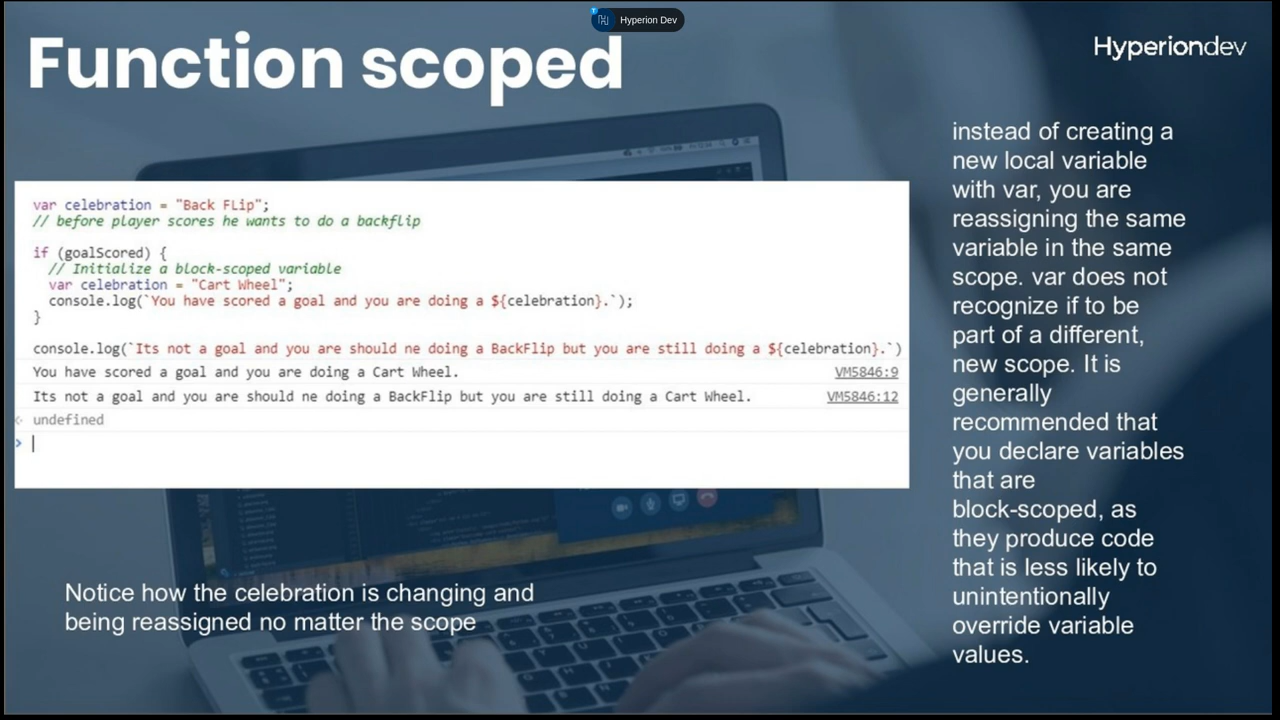 Hyperion Dev
Function scoped
Hyperiondev
var celebration = "Back FLip";
// before player scores he wants to do a backflip
if (goalScored) {
// Initialize a block-scoped variable
var celebration = "Cart Wheel";
console.log(`You have scored a goal and you are doing a ${celebration}.`);
}
console.log(`Its not a goal and you are should ne doing a BackFlip but you are still doing a ${celebration}.`)
You have scored a goal and you are doing a Cart Wheel. VM5846:9
Its not a goal and you are should ne doing a BackFlip but you are still doing a Cart Wheel. VM5846:12
undefined
Notice how the celebration is changing and
being reassigned no matter the scope
instead of creating a
new local variable
with var, you are
reassigning the same
variable in the same
scope. var does not
recognize if to be
part of a different,
new scope. It is
generally
recommended that
you declare variables
that are
block-scoped, as
they produce code
that is less likely to
unintentionally
override variable
values.